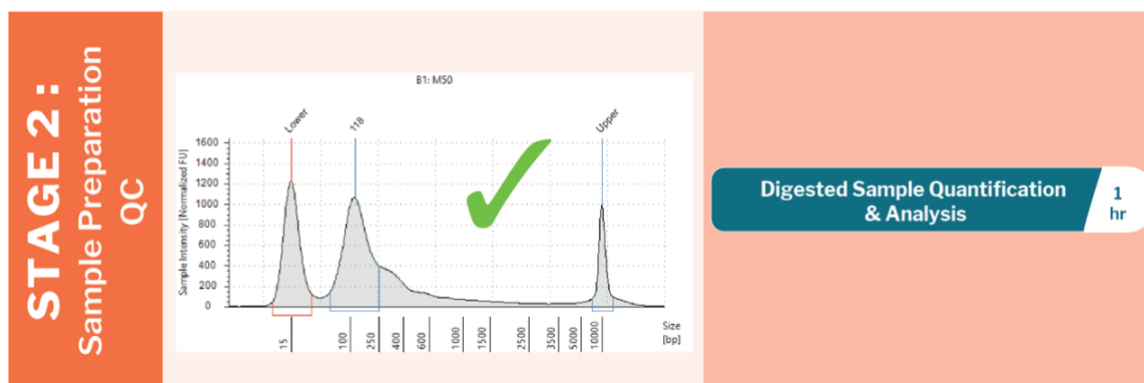 STAGE 2:
Sample Preparation
QC
B1: M50
Lower
118
Upper
Sample Intensity [Normalized FU]
1600
1400
1200
1000
800
600
400
200
0
15
100
250
400
600
1000
1500
2500
3500
5000
10000
Size
[bp]
Digested Sample Quantification
& Analysis
1
hr